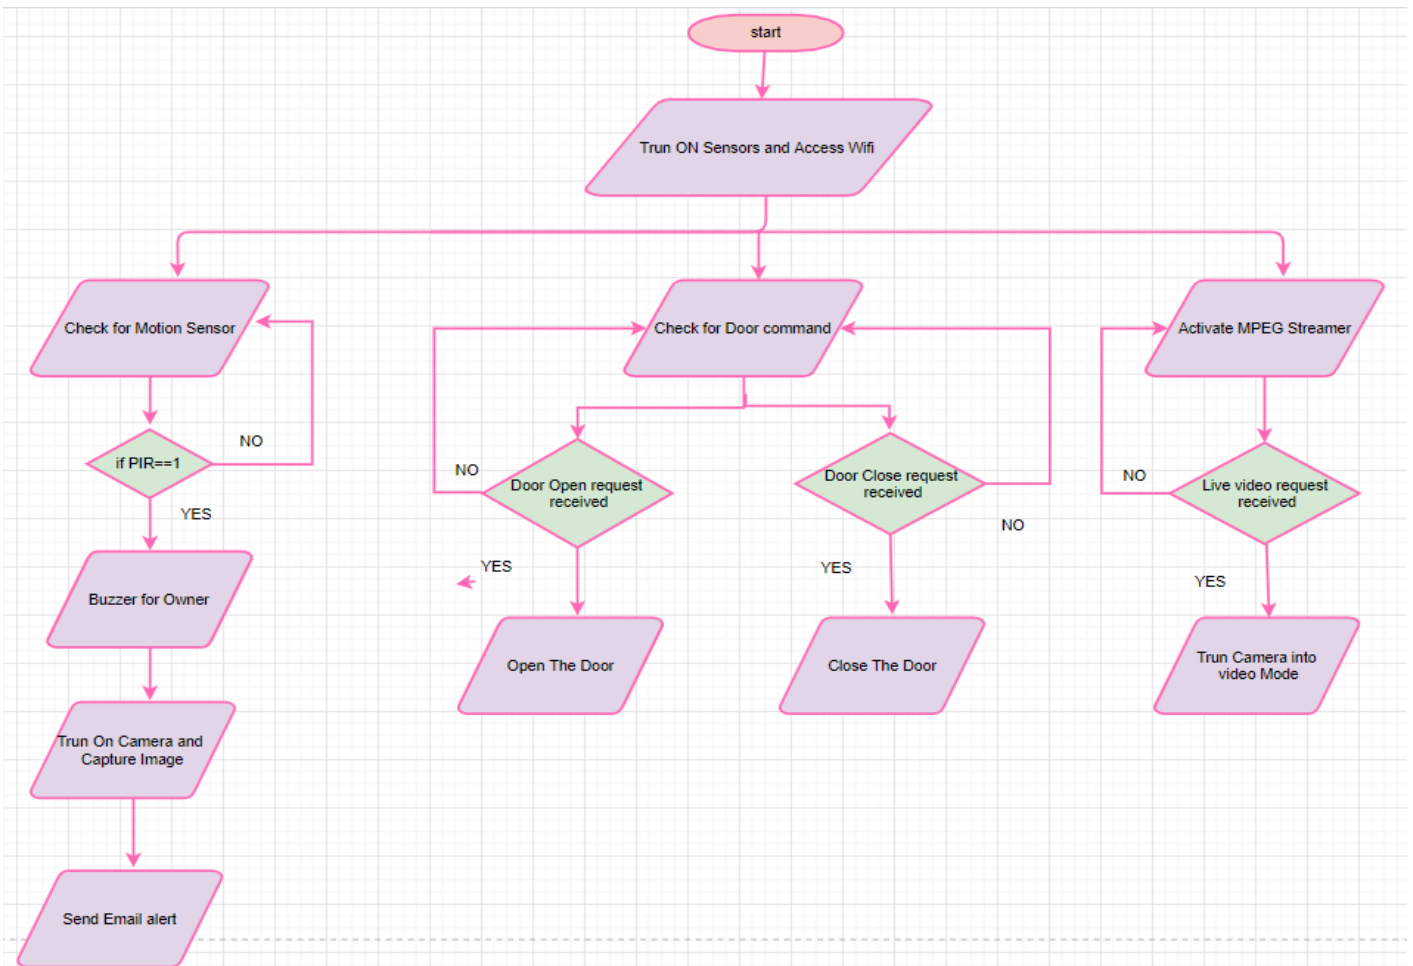 start
Trun ON Sensors and Access Wifi
Check for Motion Sensor
Check for Door command
Activate MPEG Streamer
if PIR==1
NO
YES
Buzzer for Owner
Trun On Camera and
Capture Image
Send Email alert
NO
Door Open request
received
YES
Open The Door
Door Close request
received
NO
YES
Close The Door
NO
Live video request
received
YES
Trun Camera into
video Mode